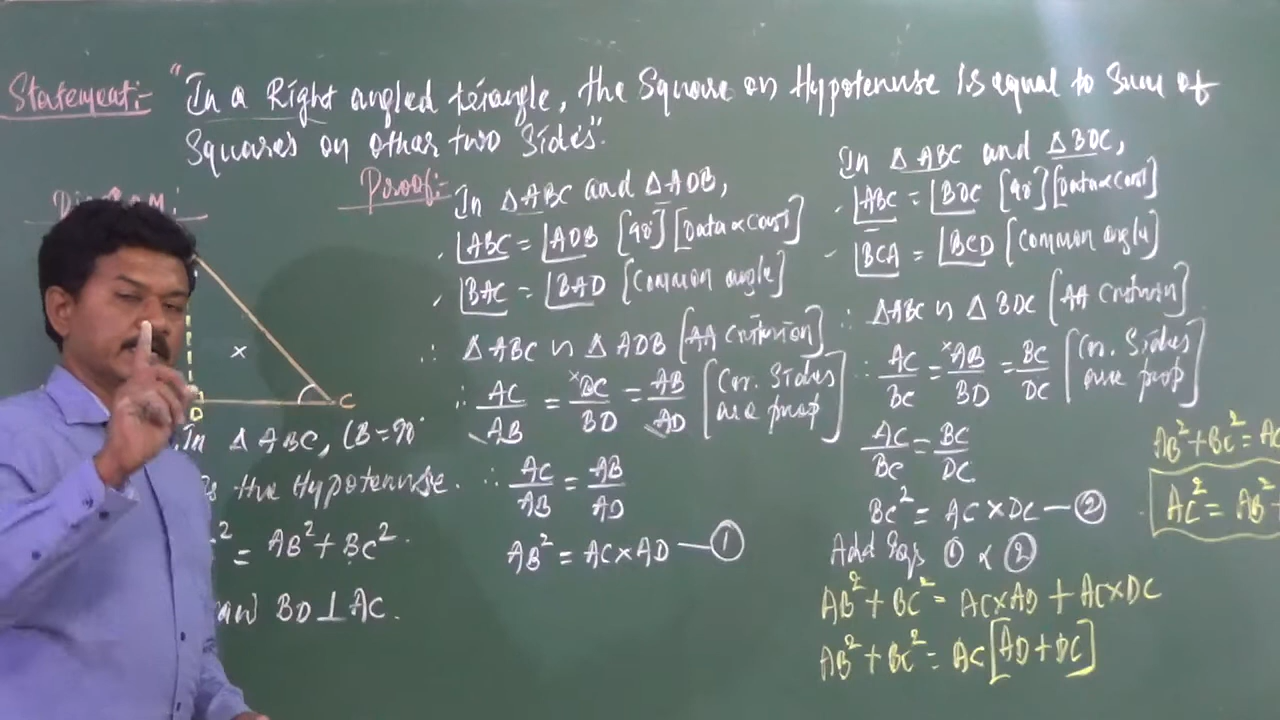 Statement:- "In a Right angled triangle, the Square on Hypotenuse is equal to Sum of
Squares on other two Sides".
Proof:-
In △ABC and △ADB,
∠ABC = ∠ADB [90°] [Data & Const]
∠BAC = ∠BAD [Common angle]
∴ △ABC ∽ △ADB [AA Criterion]
∴ AC/AB = BC/BD = AB/AD [Cor. Sides are prop]
∴ AC/AB = AB/AD
AB² = AC×AD — ①
In △ABC and △BDC,
∠ABC = ∠BDC [90°] [Data & Const]
∠BCA = ∠BCD [Common angle]
∴ △ABC ∽ △BDC [AA Criterion]
∴ AC/BC = AB/BD = BC/DC [Cor. Sides are prop]
AC/BC = BC/DC
BC² = AC×DC — ②
Add Eqs ① & ②
AB² + BC² = AC×AD + AC×DC
AB² + BC² = AC[AD+DC]
AB² + BC² = AC
AC² = AB² +
×
D
C
In △ABC, ∠B = 90°
the Hypotenuse.
² = AB² + BC².
BD ⊥ AC.